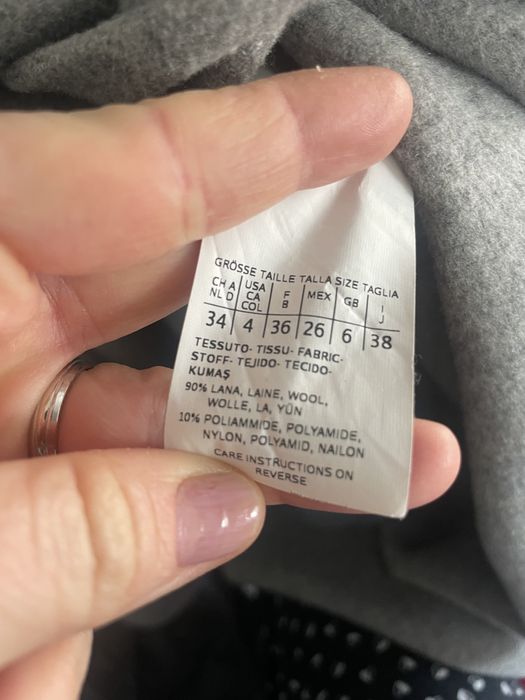 GRÖSSE TAILLE TALLA SIZE TAGLIA
CH A NL D USA CA COL F B MEX GB I J
34 4 36 26 6 38
TESSUTO- TISSU- FABRIC-
STOFF- TEJIDO- TECIDO-
KUMAŞ
90% LANA, LAINE, WOOL,
WOLLE, LA, YÜN
10% POLIAMMIDE, POLYAMIDE,
NYLON, POLYAMID, NAILON
CARE INSTRUCTIONS ON
REVERSE